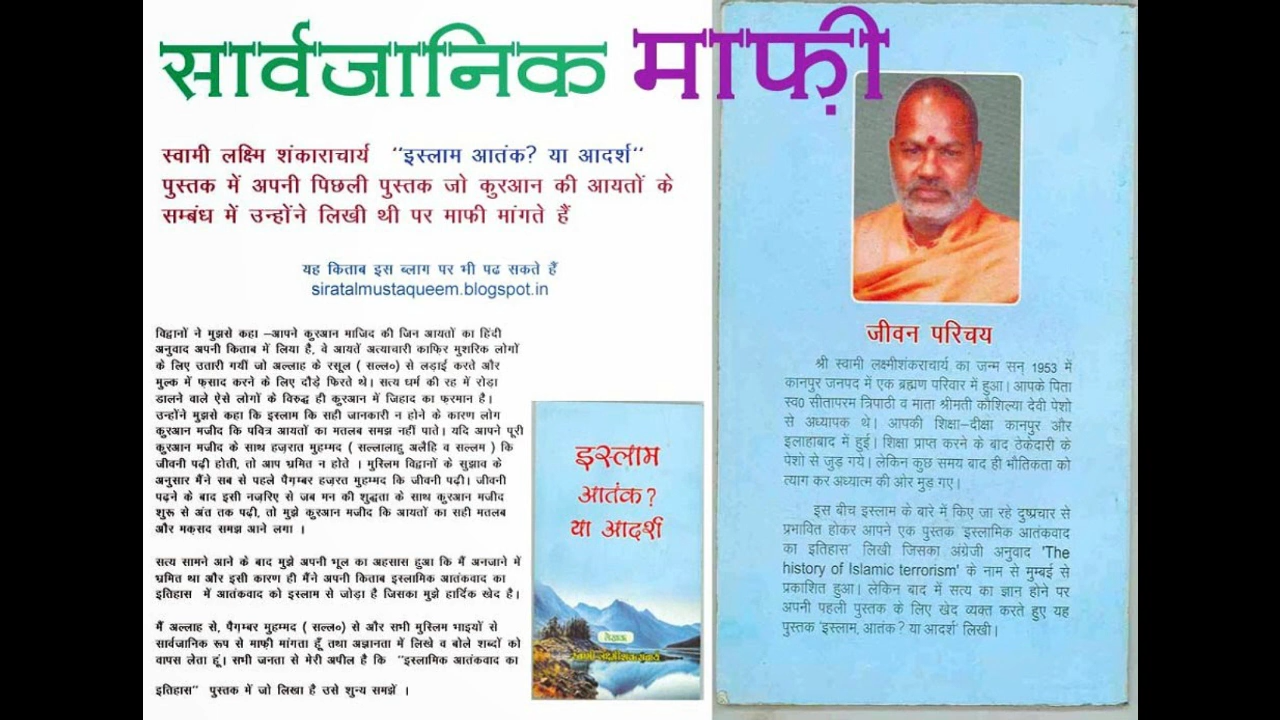 सार्वजानिक माफ़ी
स्वामी लक्ष्मि शंकाराचार्य ‘‘इस्लाम आतंक? या आदर्श‘‘
पुस्तक में अपनी पिछली पुस्तक जो कुरआन की आयतों के
सम्बंध में उन्होंने लिखी थी पर माफी मांगते हैं
यह किताब इस ब्लाग पर भी पढ सकते हैं
siratalmustaqueem.blogspot.in
विद्वानों ने मुझसे कहा –आपने कुरआन माजिद की जिन आयतों का हिंदी
अनुवाद अपनी किताब में लिया है, वे आयतें अत्याचारी काफ़िर मुशरिक लोगों
के लिए उतारी गयीं जो अल्लाह के रसूल ( सल्ल०) से लड़ाई करते और
मुल्क में फ़साद करने के लिए दौड़े फिरते थे। सत्य धर्म की रह में रोड़ा
डालने वाले ऐसे लोगों के विरुद्ध ही कुरआन में जिहाद का फ़रमान है।
उन्होंने मुझसे कहा कि इस्लाम कि सही जानकारी न होने के कारण लोग
कुरआन मजीद कि पवित्र आयतों का मतलब समझ नहीं पाते। यदि आपने पूरी
कुरआन मजीद के साथ हज़रात मुहम्मद ( सल्लालाहु अलैहि व सल्लम ) कि
जीवनी पढ़ी होती, तो आप भ्रमित न होते । मुस्लिम विद्वानों के सुझाव के
अनुसार मैंने सब से पहले पैगम्बर हज़रत मुहम्मद कि जीवनी पढ़ी। जीवनी
पढ़ने के बाद इसी नज़रिए से जब मन की शुद्धता के साथ कुरआन मजीद
शुरू से अंत तक पढ़ी, तो मुझे कुरआन मजीद कि आयतों का सही मतलब
और मक़सद समझ आने लगा ।
सत्य सामने आने के बाद मुझे अपनी भूल का अहसास हुआ कि मैं अनजाने में
भ्रमित था और इसी कारण ही मैंने अपनी किताब इस्लामिक आतंकवाद का
इतिहास में आतंकवाद को इस्लाम से जोड़ा है जिसका मुझे हार्दिक खेद है।
मैं अल्लाह से, पैगम्बर मुहम्मद ( सल्ल०) से और सभी मुस्लिम भाइयों से
सार्वजानिक रूप से माफ़ी मांगता हूँ तथा अज्ञानता में लिखे व बोले शब्दों को
वापस लेता हूं। सभी जनता से मेरी अपील है कि ‘‘इस्लामिक आतंकवाद का
इतिहास‘‘ पुस्तक में जो लिखा है उसे शुन्य समझें ।
इस्लाम
आतंक?
या आदर्श
लेखक
स्वामी लक्ष्मीशंकराचार्य
जीवन परिचय
श्री स्वामी लक्ष्मीशंकराचार्य का जन्म सन् 1953 में
कानपुर जनपद में एक ब्रह्मण परिवार में हुआ। आपके पिता
स्व0 सीतापरम त्रिपाठी व माता श्रीमती कौशिल्या देवी पेशो
से अध्यापक थे। आपकी शिक्षा–दीक्षा कानपुर और
इलाहाबाद में हुई। शिक्षा प्राप्त करने के बाद ठेकेदारी के
पेशो से जुड़ गये। लेकिन कुछ समय बाद ही भौतिकता को
त्याग कर अध्यात्म की ओर मुड़ गए।
इस बीच इस्लाम के बारे में किए जा रहे दुष्प्रचार से
प्रभावित होकर आपने एक पुस्तक 'इस्लामिक आतंकवाद
का इतिहास' लिखी जिसका अंग्रेजी अनुवाद 'The
history of Islamic terrorism' के नाम से मुम्बई से
प्रकाशित हुआ। लेकिन बाद में सत्य का ज्ञान होने पर
अपनी पहली पुस्तक के लिए खेद व्यक्त करते हुए यह
पुस्तक 'इस्लाम, आतंक? या आदर्श' लिखी।